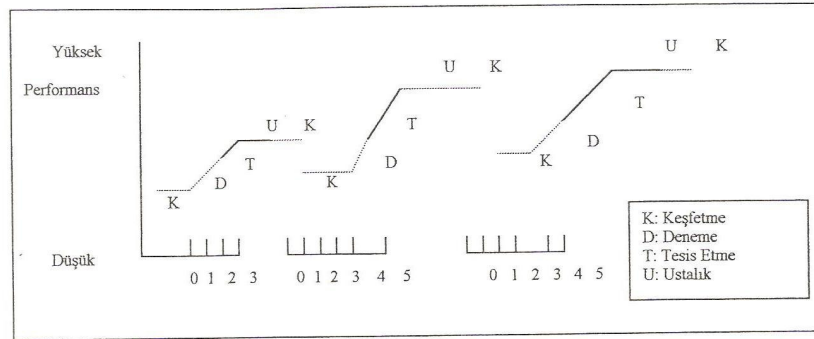 Yüksek
Performans
Düşük
K D T U K
K D T U K
K D T U K
0 1 2 3
0 1 2 3 4 5
0 1 2 3 4 5
K: Keşfetme
D: Deneme
T: Tesis Etme
U: Ustalık